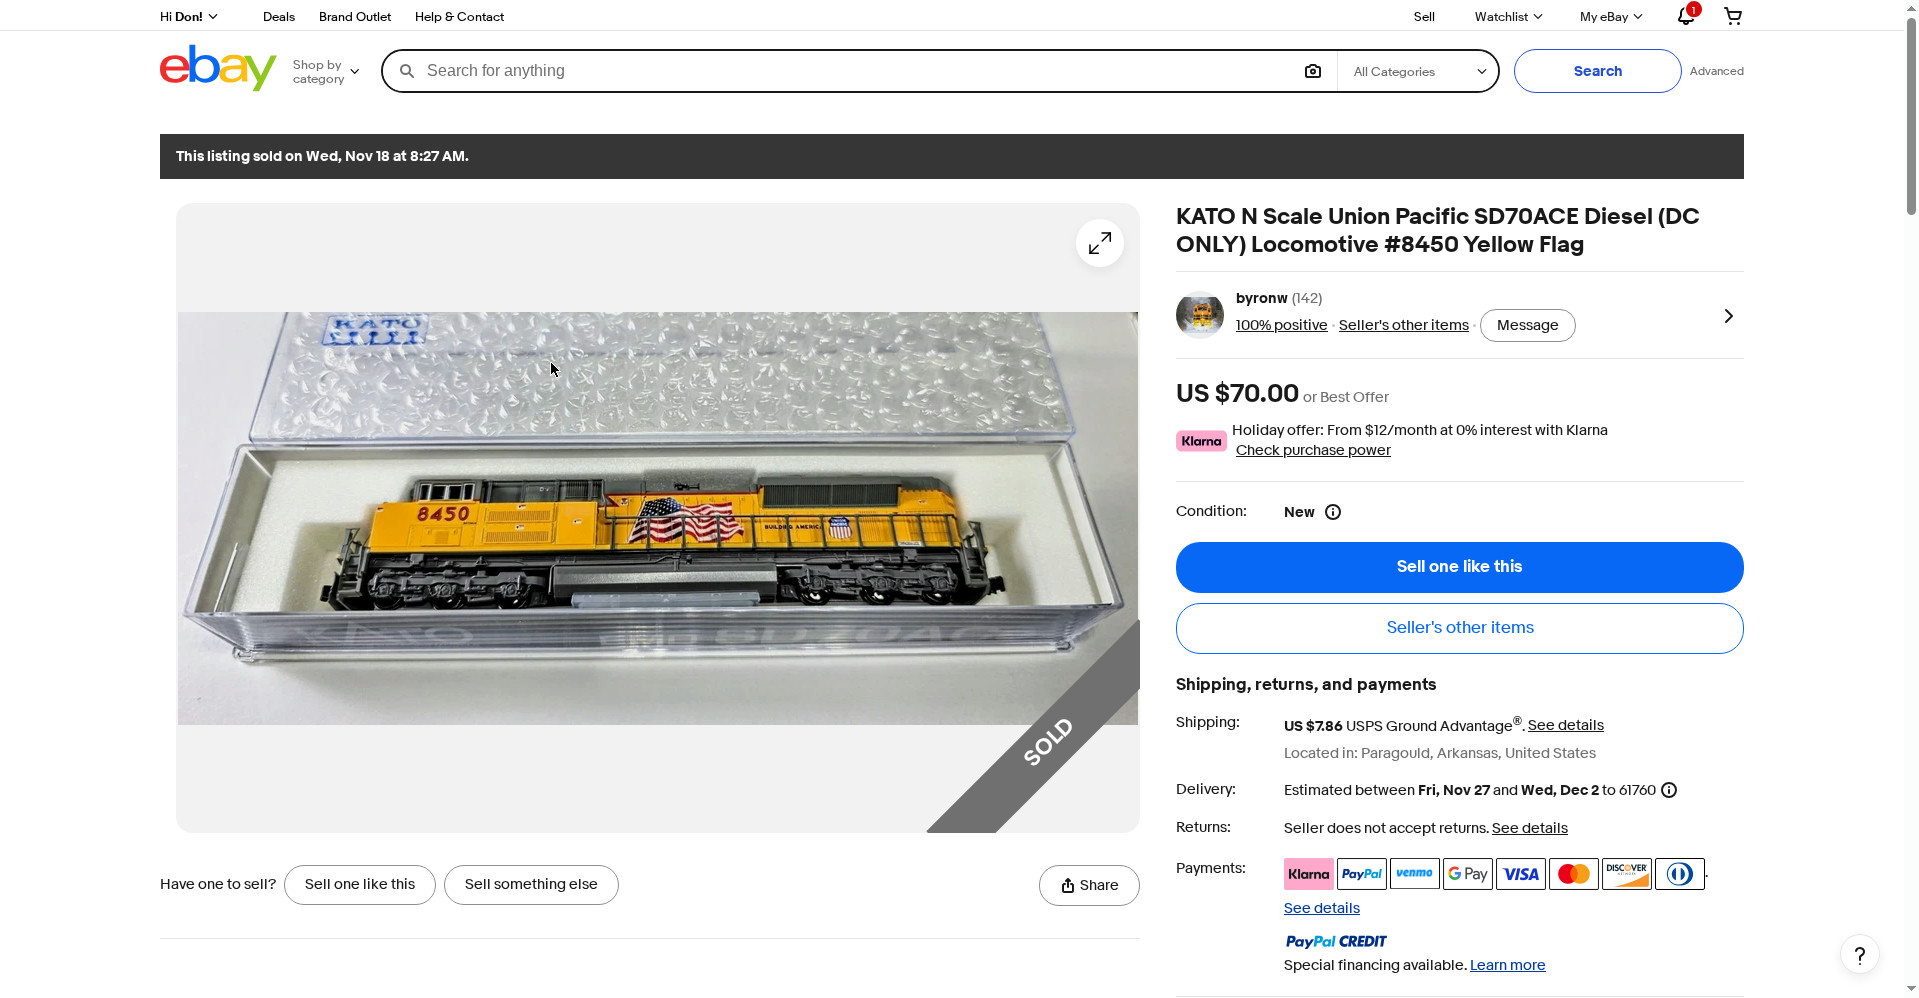 Hi Don!
Deals
Brand Outlet
Help & Contact
Sell
Watchlist
My eBay
1
ebay
Shop by
category
Search for anything
All Categories
Search
Advanced
This listing sold on Wed, Nov 18 at 8:27 AM.
KATO
8450
BUILDING AMERICA
SOLD
Have one to sell?
Sell one like this
Sell something else
Share
KATO N Scale Union Pacific SD70ACE Diesel (DC
ONLY) Locomotive #8450 Yellow Flag
byronw (142)
100% positive · Seller's other items · Message
US $70.00 or Best Offer
Klarna
Holiday offer: From $12/month at 0% interest with Klarna
Check purchase power
Condition: New
Sell one like this
Seller's other items
Shipping, returns, and payments
Shipping: US $7.86 USPS Ground Advantage®. See details
Located in: Paragould, Arkansas, United States
Delivery: Estimated between Fri, Nov 27 and Wed, Dec 2 to 61760
Returns: Seller does not accept returns. See details
Payments: Klarna PayPal venmo G Pay VISA DISCOVER .
See details
PayPal CREDIT
Special financing available. Learn more
?